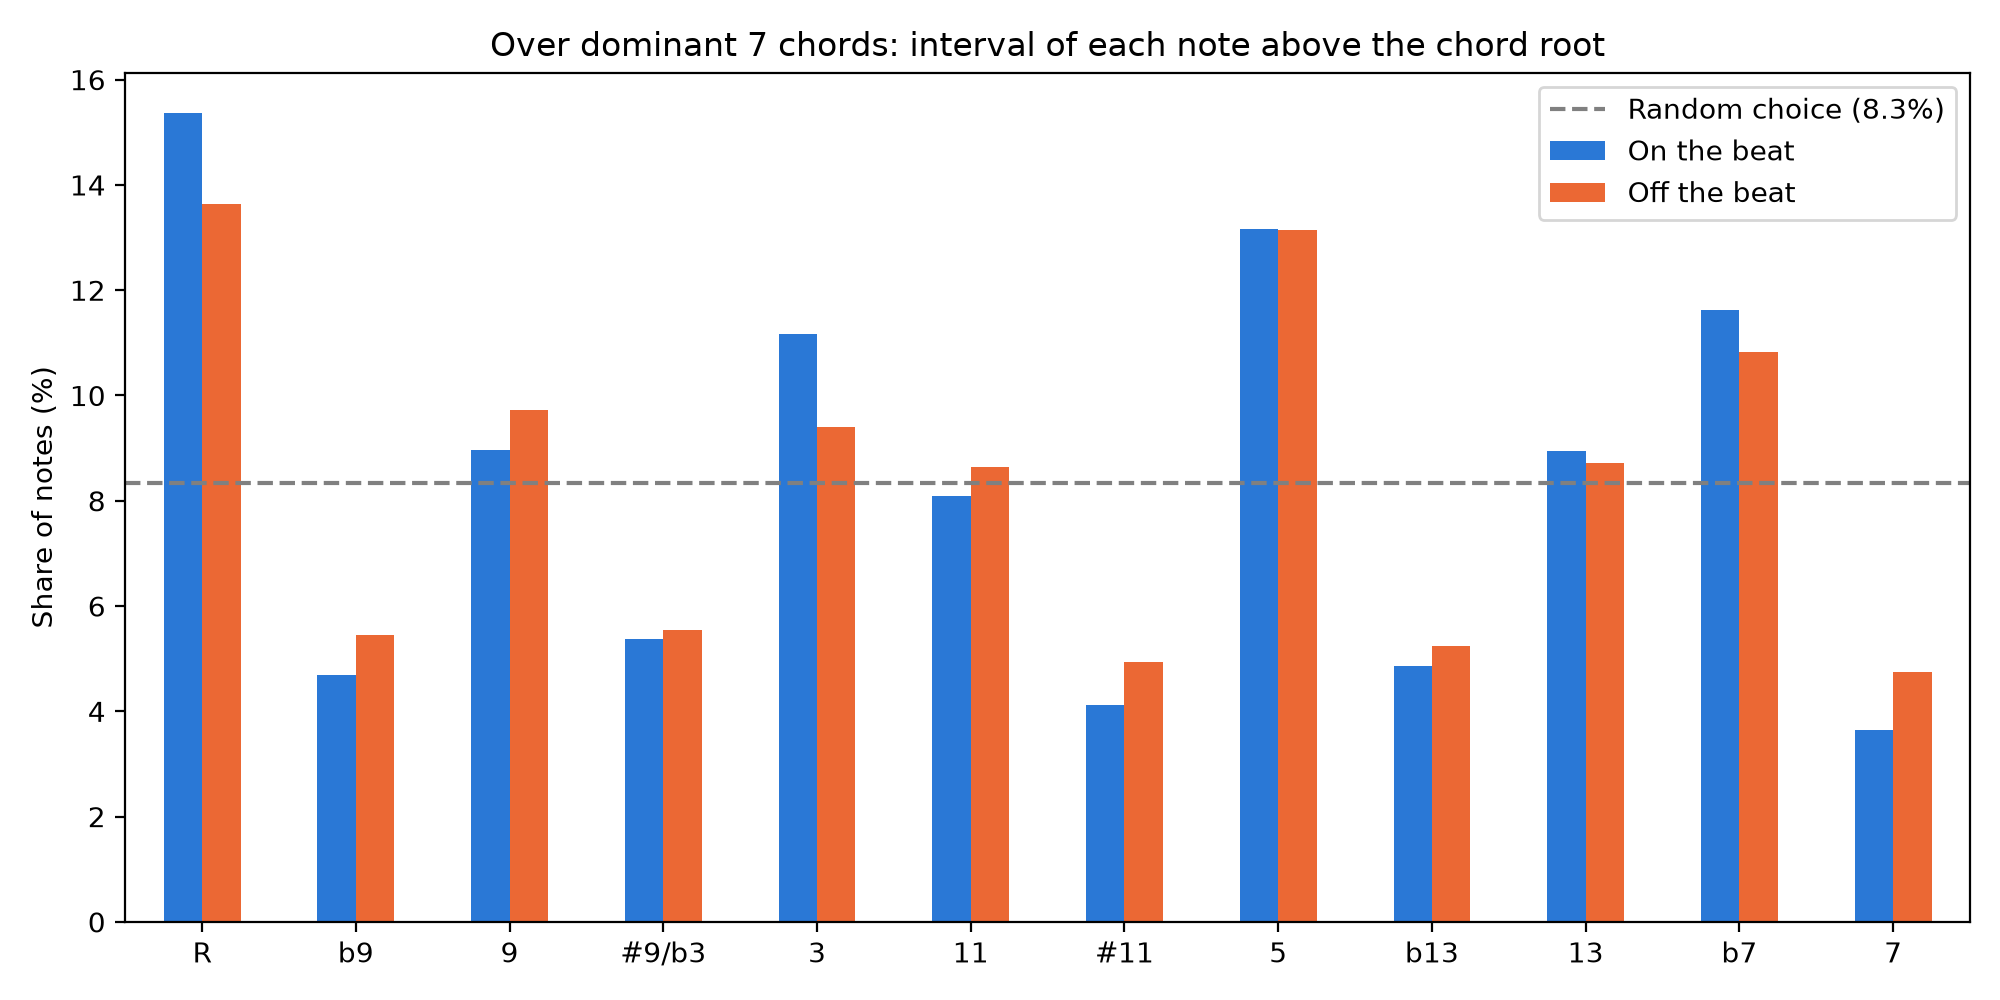 Over dominant 7 chords: interval of each note above the chord root
Share of notes (%)
16
14
12
10
8
6
4
2
0
Random choice (8.3%)
On the beat
Off the beat
R b9 9 #9/b3 3 11 #11 5 b13 13 b7 7